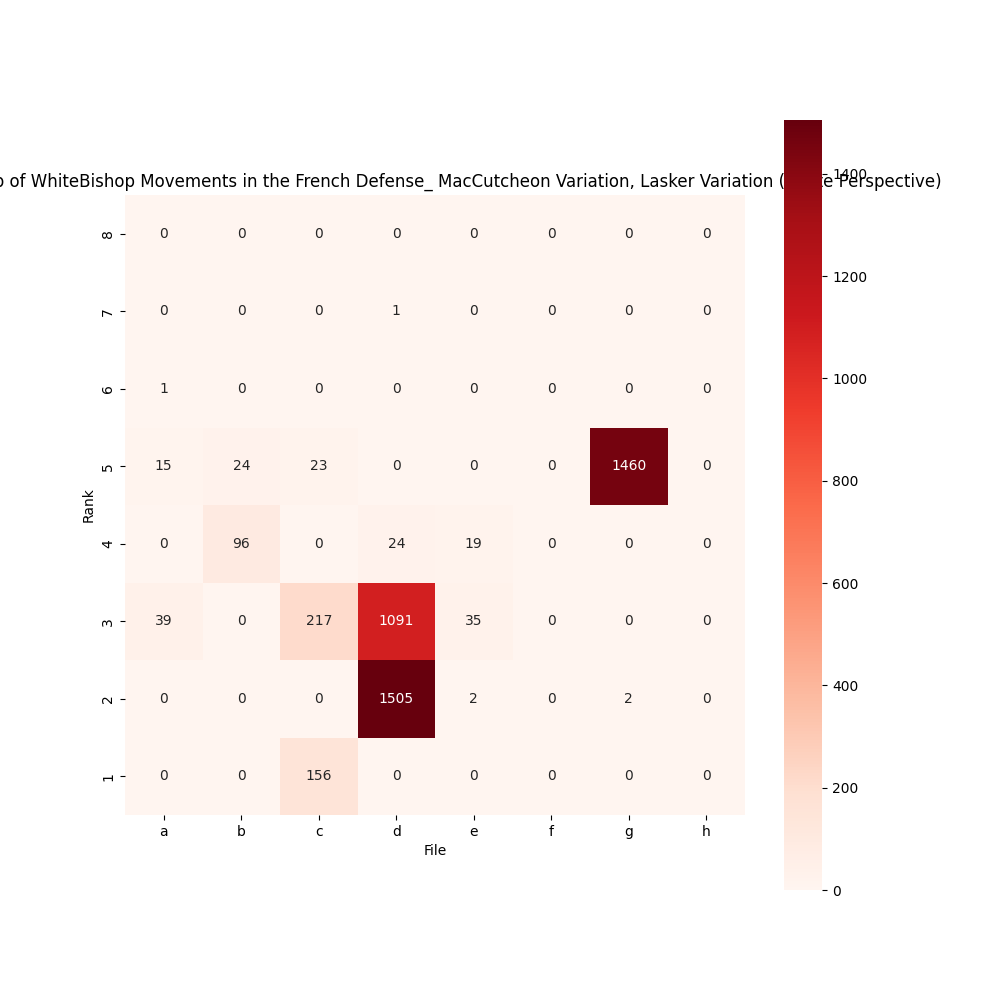 of WhiteBishop Movements in the French Defense_ MacCutcheon Variation, Lasker Variation ( Perspective)
1400
8 0 0 0 0 0 0 0 0
1200
7 0 0 0 1 0 0 0 0
6 1 0 0 0 0 0 0 0
1000
5 15 24 23 0 0 0 1460 0
Rank
800
4 0 96 0 24 19 0 0 0
600
3 39 0 217 1091 35 0 0 0
400
2 0 0 0 1505 2 0 2 0
200
1 0 0 156 0 0 0 0 0
a b c d e f g h
File
0